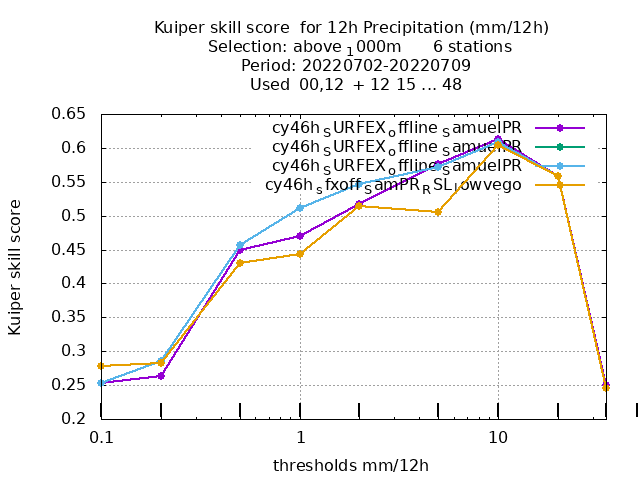 Kuiper skill score for 12h Precipitation (mm/12h)
Selection: above 1000m 6 stations
Period: 20220702-20220709
Used 00,12 + 12 15 ... 48
cy46h SURFEX offline SamuelPR
cy46h SURFEX offline SamuelPR
cy46h SURFEX offline SamuelPR
cy46h sfxoff SamPR RSL lowvego
Kuiper skill score
0.65
0.6
0.55
0.5
0.45
0.4
0.35
0.3
0.25
0.2
0.1 1 10
thresholds mm/12h